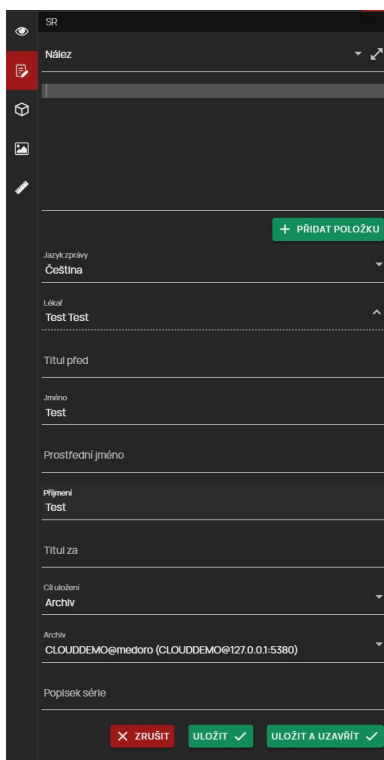 SR
Nález
PŘIDAT POLOŽKU
Jazyk zprávy
Čeština
Lékař
Test Test
Titul před
Jméno
Test
Prostřední jméno
Příjmení
Test
Titul za
Cíl uložení
Archiv
Archiv
CLOUDDEMO@medoro (CLOUDDEMO@127.0.0.1:5380)
Popisek série
ZRUŠIT ULOŽIT ULOŽIT A UZAVŘÍT